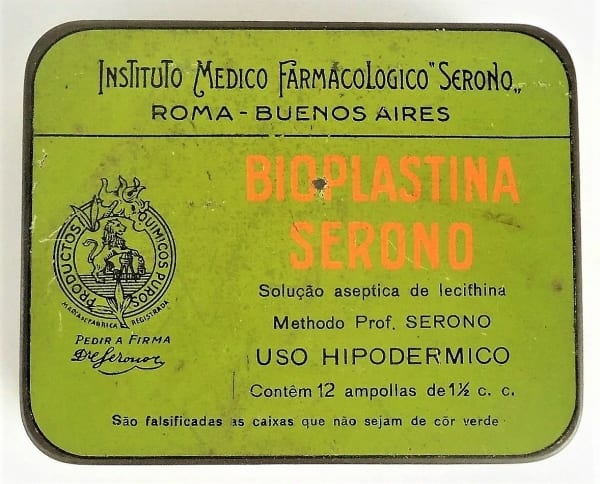 INSTITUTO MEDICO FARMACOLOGICO "SERONO„
ROMA - BUENOS AIRES
BIOPLASTINA
SERONO
Solução aseptica de lecithina
Methodo Prof. SERONO
USO HIPODERMICO
Contêm 12 ampollas de 1½ c. c.
São falsificadas as caixas que não sejam de côr verde
PRODUCTOS QUIMICOS PUROS
MARCA DE FABRICA REGISTRADA
PEDIR A FIRMA
Dr. C. Serono